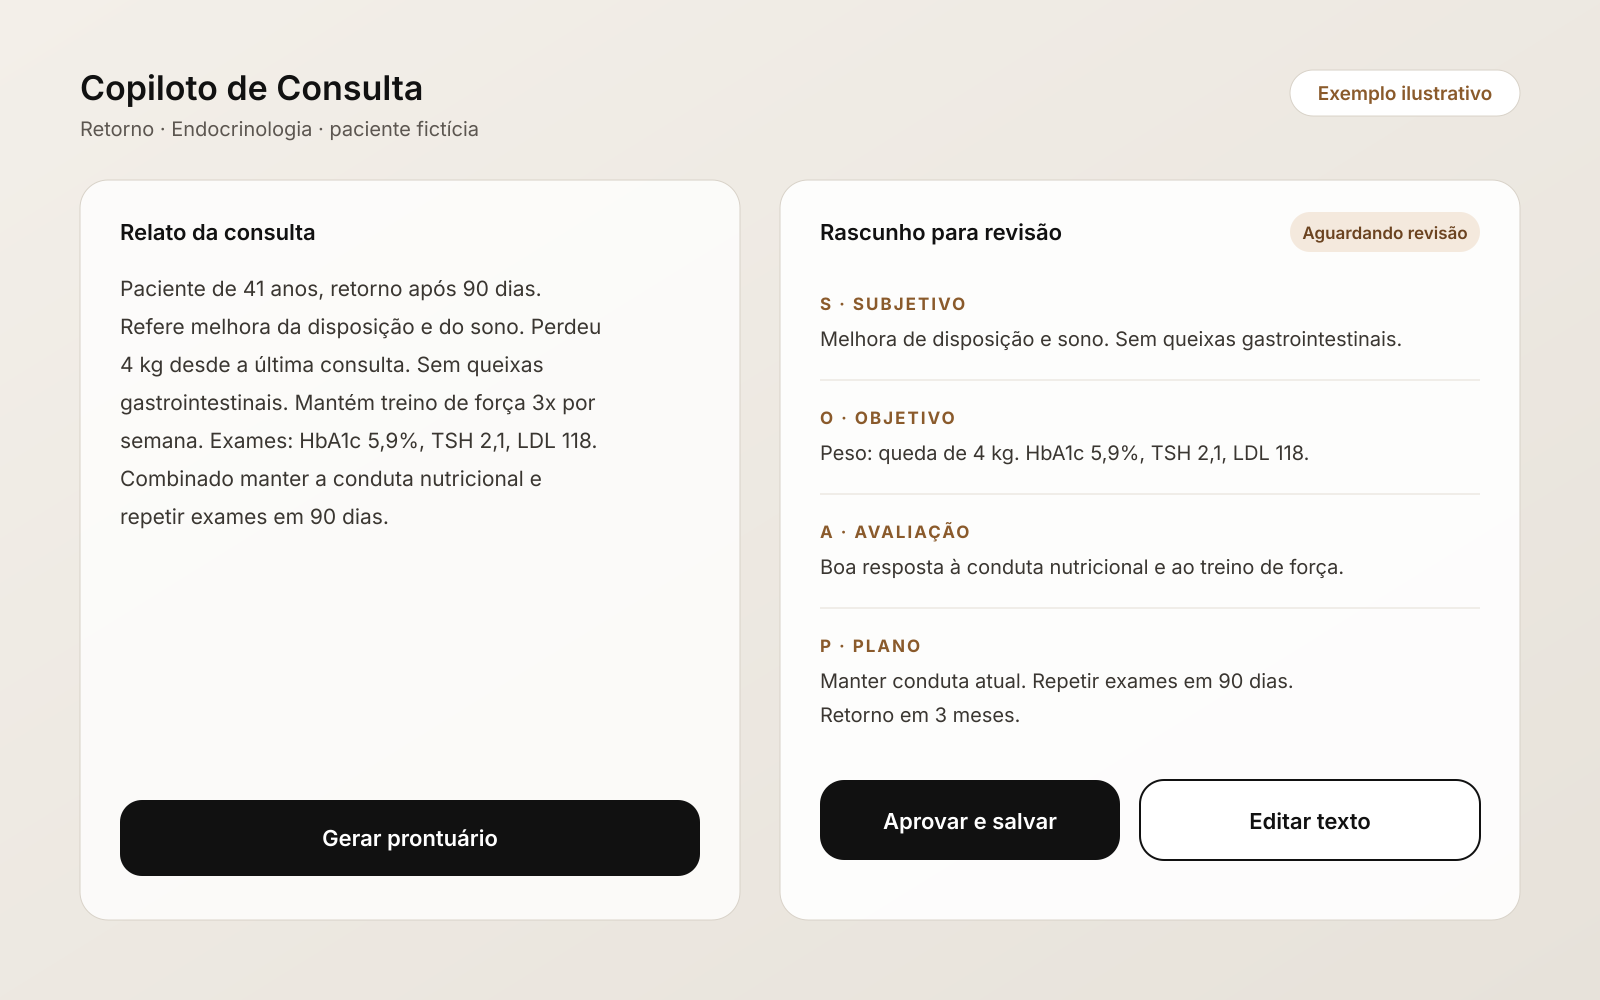 Copiloto de Consulta
Retorno · Endocrinologia · paciente fictícia
Exemplo ilustrativo
Relato da consulta
Paciente de 41 anos, retorno após 90 dias.
Refere melhora da disposição e do sono. Perdeu
4 kg desde a última consulta. Sem queixas
gastrointestinais. Mantém treino de força 3x por
semana. Exames: HbA1c 5,9%, TSH 2,1, LDL 118.
Combinado manter a conduta nutricional e
repetir exames em 90 dias.
Gerar prontuário
Rascunho para revisão
Aguardando revisão
S · SUBJETIVO
Melhora de disposição e sono. Sem queixas gastrointestinais.
O · OBJETIVO
Peso: queda de 4 kg. HbA1c 5,9%, TSH 2,1, LDL 118.
A · AVALIAÇÃO
Boa resposta à conduta nutricional e ao treino de força.
P · PLANO
Manter conduta atual. Repetir exames em 90 dias.
Retorno em 3 meses.
Aprovar e salvar
Editar texto